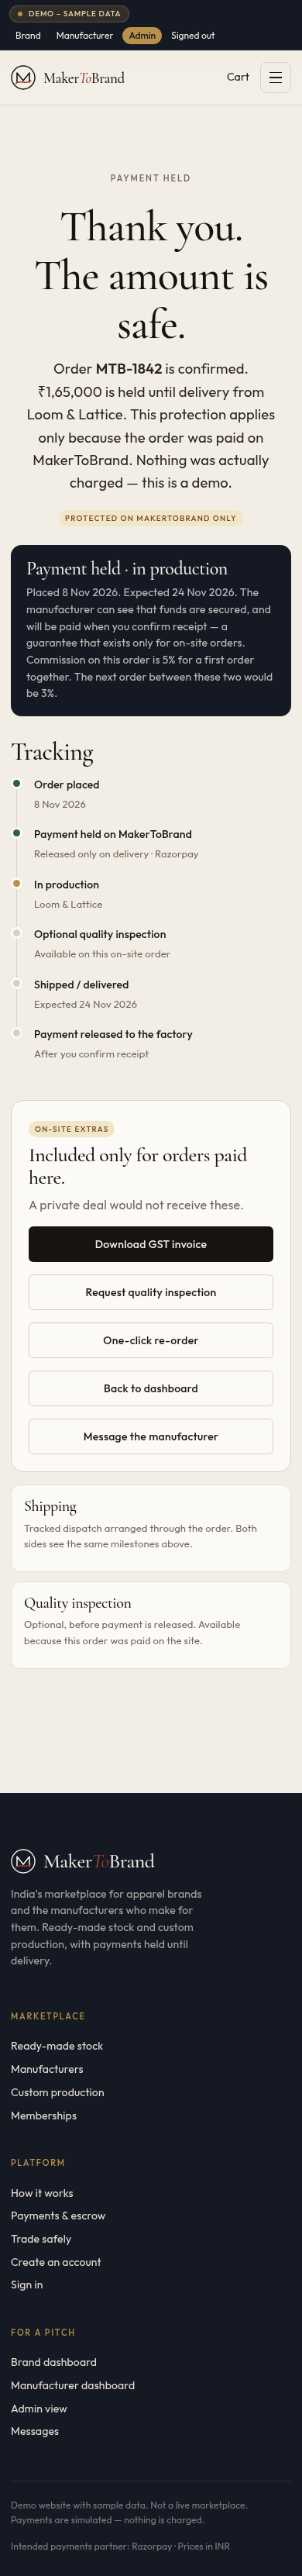 DEMO – SAMPLE DATA
Brand Manufacturer Admin Signed out
MakerToBrand Cart
PAYMENT HELD
Thank you.
The amount is
safe.
Order MTB-1842 is confirmed.
₹1,65,000 is held until delivery from
Loom & Lattice. This protection applies
only because the order was paid on
MakerToBrand. Nothing was actually
charged — this is a demo.
PROTECTED ON MAKERTOBRAND ONLY
Payment held · in production
Placed 8 Nov 2026. Expected 24 Nov 2026. The
manufacturer can see that funds are secured, and
will be paid when you confirm receipt — a
guarantee that exists only for on-site orders.
Commission on this order is 5% for a first order
together. The next order between these two would
be 3%.
Tracking
Order placed
8 Nov 2026
Payment held on MakerToBrand
Released only on delivery · Razorpay
In production
Loom & Lattice
Optional quality inspection
Available on this on-site order
Shipped / delivered
Expected 24 Nov 2026
Payment released to the factory
After you confirm receipt
ON-SITE EXTRAS
Included only for orders paid
here.
A private deal would not receive these.
Download GST invoice
Request quality inspection
One-click re-order
Back to dashboard
Message the manufacturer
Shipping
Tracked dispatch arranged through the order. Both
sides see the same milestones above.
Quality inspection
Optional, before payment is released. Available
because this order was paid on the site.
MakerToBrand
India's marketplace for apparel brands
and the manufacturers who make for
them. Ready-made stock and custom
production, with payments held until
delivery.
MARKETPLACE
Ready-made stock
Manufacturers
Custom production
Memberships
PLATFORM
How it works
Payments & escrow
Trade safely
Create an account
Sign in
FOR A PITCH
Brand dashboard
Manufacturer dashboard
Admin view
Messages
Demo website with sample data. Not a live marketplace.
Payments are simulated — nothing is charged.
Intended payments partner: Razorpay · Prices in INR